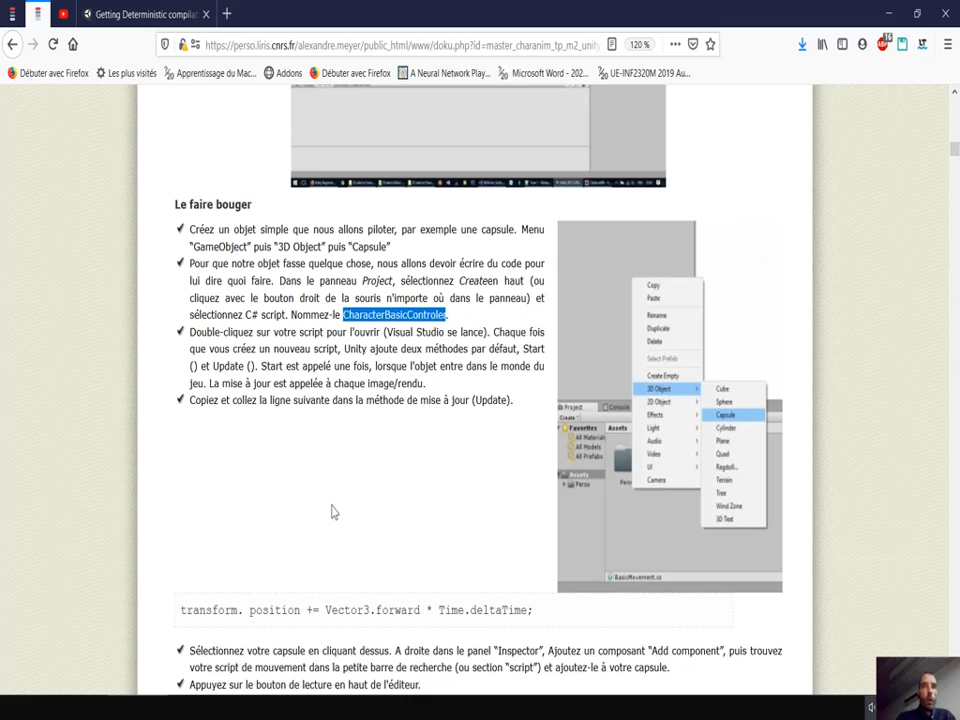 Getting Deterministic compilat
https://perso.liris.cnrs.fr/alexandre.meyer/public_html/www/doku.php?id=master_charanim_tp_m2_unity
120 %
16
Débuter avec Firefox
Les plus visités
Apprentissage du Mac...
Addons
Débuter avec Firefox
A Neural Network Play...
Microsoft Word - 202...
UE-INF2320M 2019 Au...
Le faire bouger
Créez un objet simple que nous allons piloter, par exemple une capsule. Menu
"GameObject" puis "3D Object" puis "Capsule"
Pour que notre objet fasse quelque chose, nous allons devoir écrire du code pour
lui dire quoi faire. Dans le panneau Project, sélectionnez Createen haut (ou
cliquez avec le bouton droit de la souris n'importe où dans le panneau) et
sélectionnez C# script. Nommez-le CharacterBasicControler.
Double-cliquez sur votre script pour l'ouvrir (Visual Studio se lance). Chaque fois
que vous créez un nouveau script, Unity ajoute deux méthodes par défaut, Start
() et Update (). Start est appelé une fois, lorsque l'objet entre dans le monde du
jeu. La mise à jour est appelée à chaque image/rendu.
Copiez et collez la ligne suivante dans la méthode de mise à jour (Update).
Copy
Paste
Rename
Duplicate
Delete
Select Prefab
Create Empty
3D Object
2D Object
Effects
Light
Audio
Video
UI
Camera
Cube
Sphere
Capsule
Cylinder
Plane
Quad
Ragdoll...
Terrain
Tree
Wind Zone
3D Text
Project
Console
Create
Favorites
All Materials
All Models
All Prefabs
Assets
Perso
Assets
BasicMovement.cs
transform. position += Vector3.forward * Time.deltaTime;
Sélectionnez votre capsule en cliquant dessus. A droite dans le panel "Inspector", Ajoutez un composant "Add component", puis trouvez
votre script de mouvement dans la petite barre de recherche (ou section "script") et ajoutez-le à votre capsule.
Appuyez sur le bouton de lecture en haut de l'éditeur.